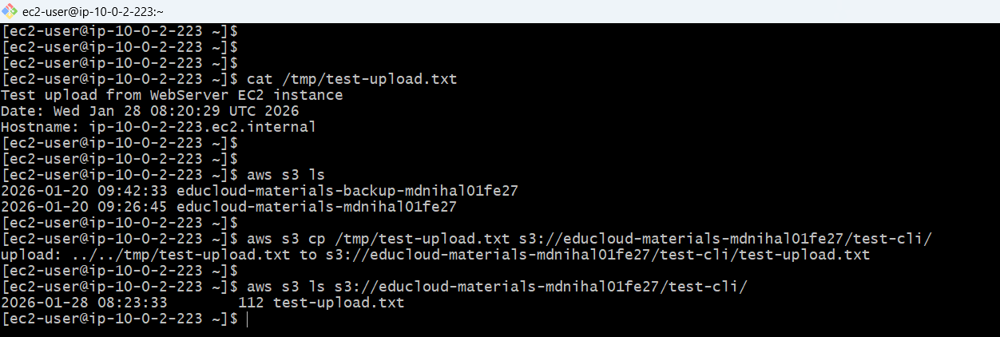 ec2-user@ip-10-0-2-223:~
[ec2-user@ip-10-0-2-223 ~]$
[ec2-user@ip-10-0-2-223 ~]$
[ec2-user@ip-10-0-2-223 ~]$
[ec2-user@ip-10-0-2-223 ~]$ cat /tmp/test-upload.txt
Test upload from WebServer EC2 instance
Date: Wed Jan 28 08:20:29 UTC 2026
Hostname: ip-10-0-2-223.ec2.internal
[ec2-user@ip-10-0-2-223 ~]$
[ec2-user@ip-10-0-2-223 ~]$
[ec2-user@ip-10-0-2-223 ~]$ aws s3 ls
2026-01-20 09:42:33 educloud-materials-backup-mdnihal01fe27
2026-01-20 09:26:45 educloud-materials-mdnihal01fe27
[ec2-user@ip-10-0-2-223 ~]$
[ec2-user@ip-10-0-2-223 ~]$ aws s3 cp /tmp/test-upload.txt s3://educloud-materials-mdnihal01fe27/test-cli/
upload: ../../tmp/test-upload.txt to s3://educloud-materials-mdnihal01fe27/test-cli/test-upload.txt
[ec2-user@ip-10-0-2-223 ~]$
[ec2-user@ip-10-0-2-223 ~]$ aws s3 ls s3://educloud-materials-mdnihal01fe27/test-cli/
2026-01-28 08:23:33        112 test-upload.txt
[ec2-user@ip-10-0-2-223 ~]$